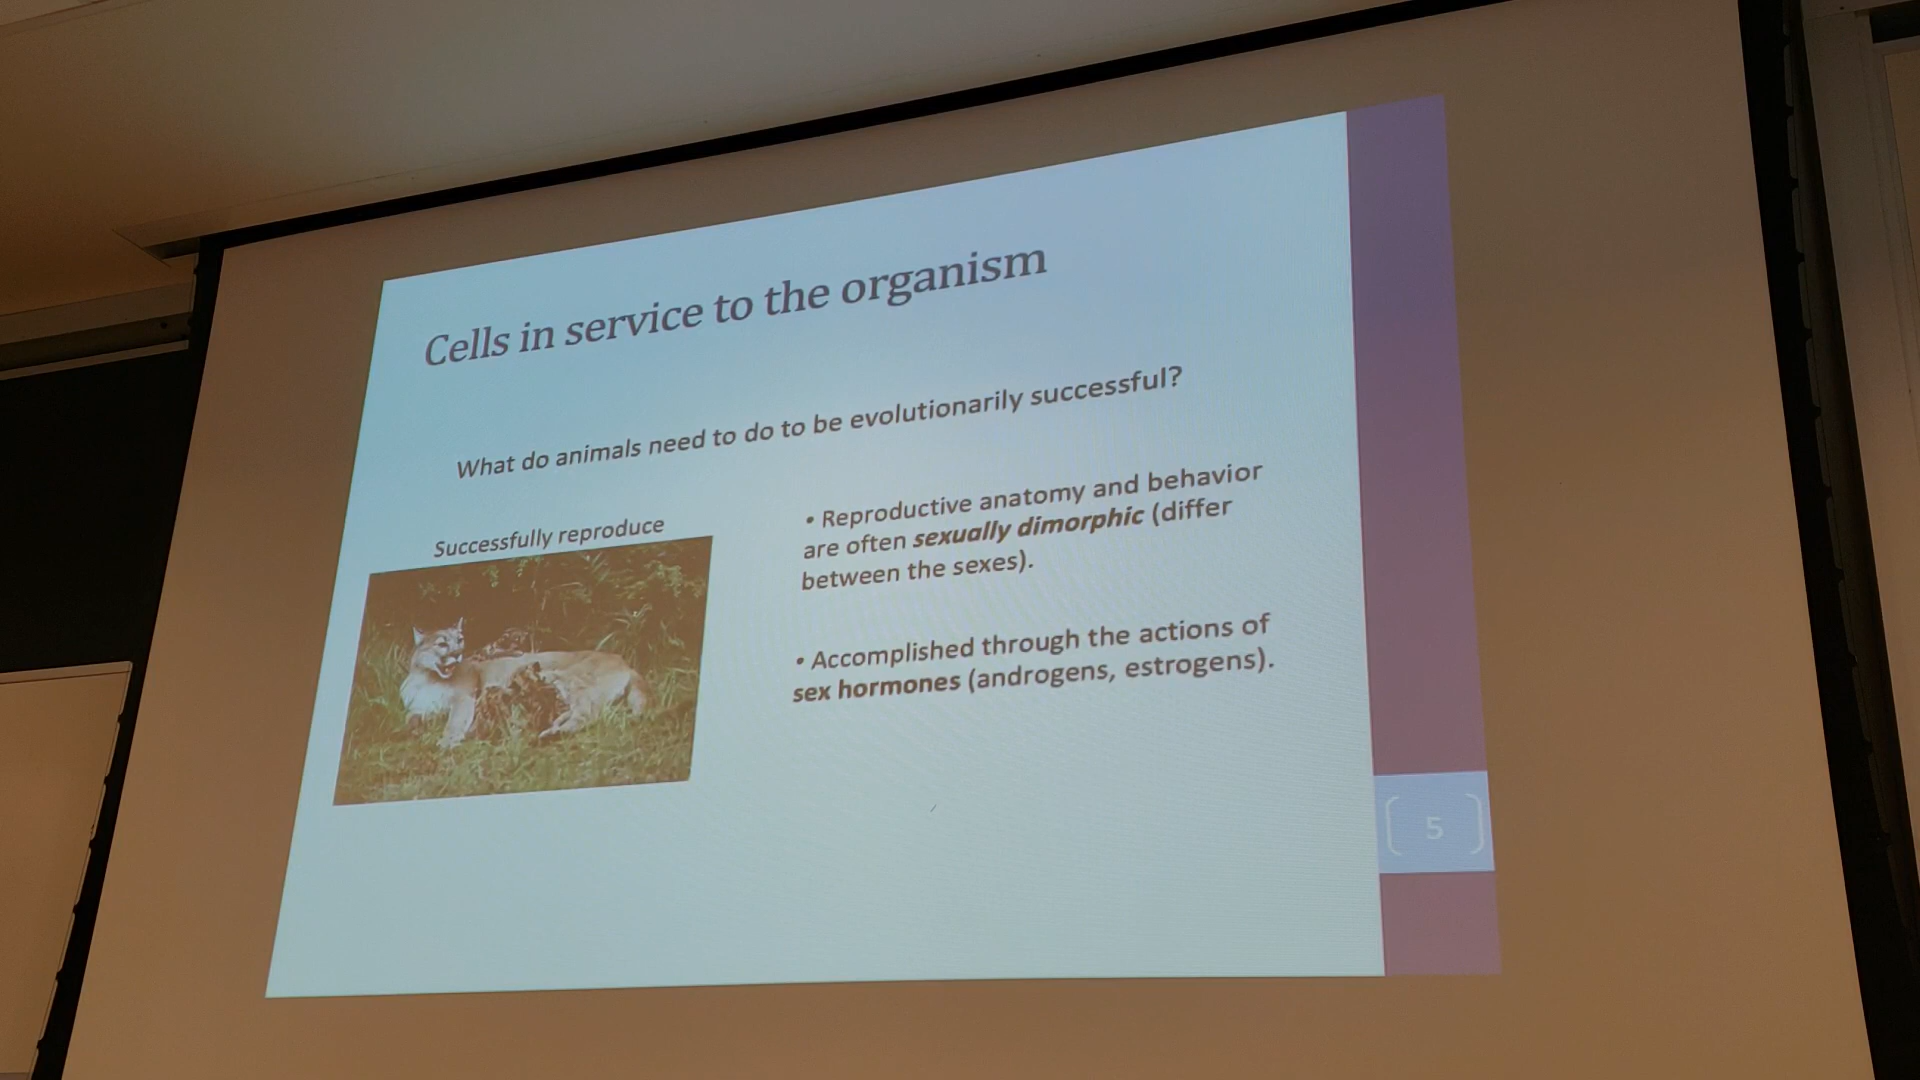 Cells in service to the organism
What do animals need to do to be evolutionarily successful?
Successfully reproduce
• Reproductive anatomy and behavior
are often sexually dimorphic (differ
between the sexes).
• Accomplished through the actions of
sex hormones (androgens, estrogens).
5